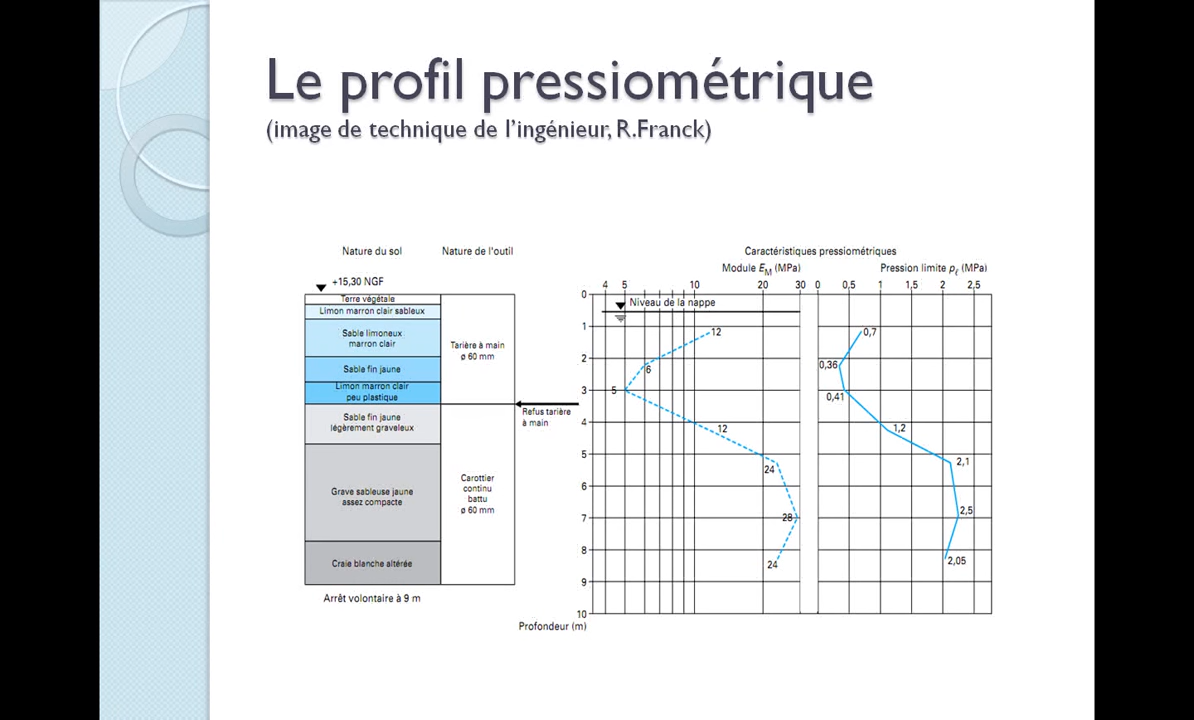 Le profil pressiométrique
(image de technique de l'ingénieur, R.Franck)
Nature du sol
Nature de l'outil
+15,30 NGF
Terre végétale
Limon marron clair sableux
Sable limoneux
marron clair
Sable fin jaune
Limon marron clair
peu plastique
Sable fin jaune
légèrement graveleux
Grave sableuse jaune
assez compacte
Craie blanche altérée
Arrêt volontaire à 9 m
Tarière à main
ø 60 mm
Carottier
continu
battu
ø 60 mm
Refus tarière
à main
Caractéristiques pressiométriques
Module EM (MPa)
4 5 10 20 30
Niveau de la nappe
0
1
2
3
4
5
6
7
8
9
10
Profondeur (m)
12
6
5
12
24
28
24
Pression limite pℓ (MPa)
0 0,5 1 1,5 2 2,5
0,7
0,36
0,41
1,2
2,1
2,5
2,05